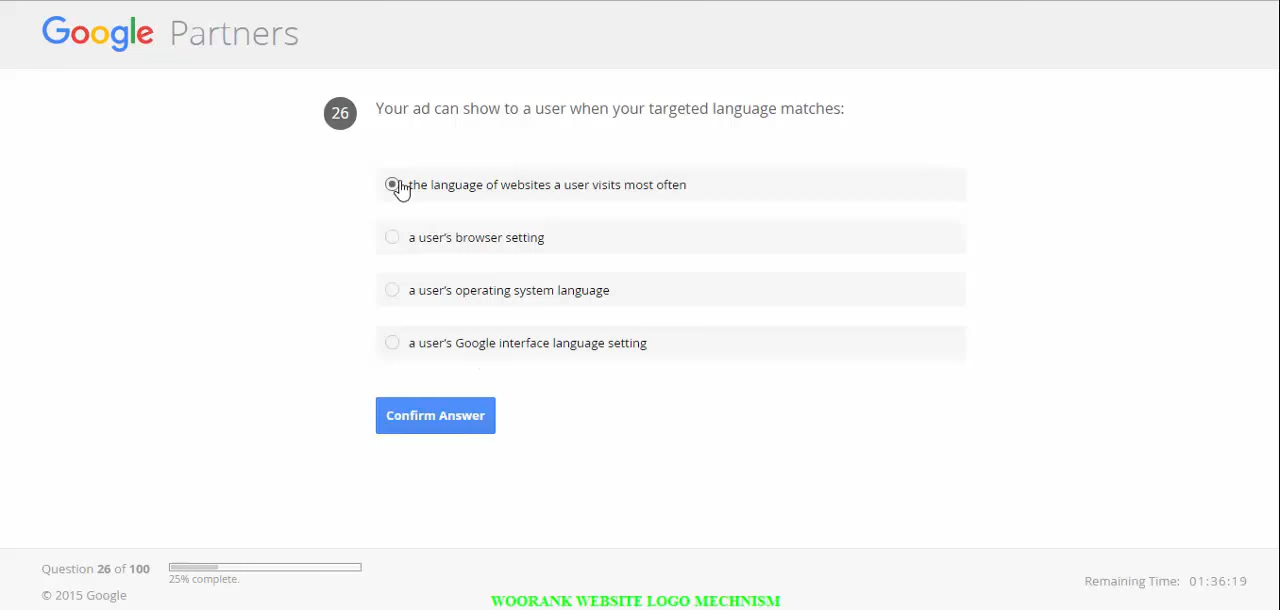 Google Partners
26 Your ad can show to a user when your targeted language matches:
the language of websites a user visits most often
a user's browser setting
a user's operating system language
a user's Google interface language setting
Confirm Answer
Question 26 of 100
25% complete.
© 2015 Google
Remaining Time: 01:36:19
WOORANK WEBSITE LOGO MECHNISM